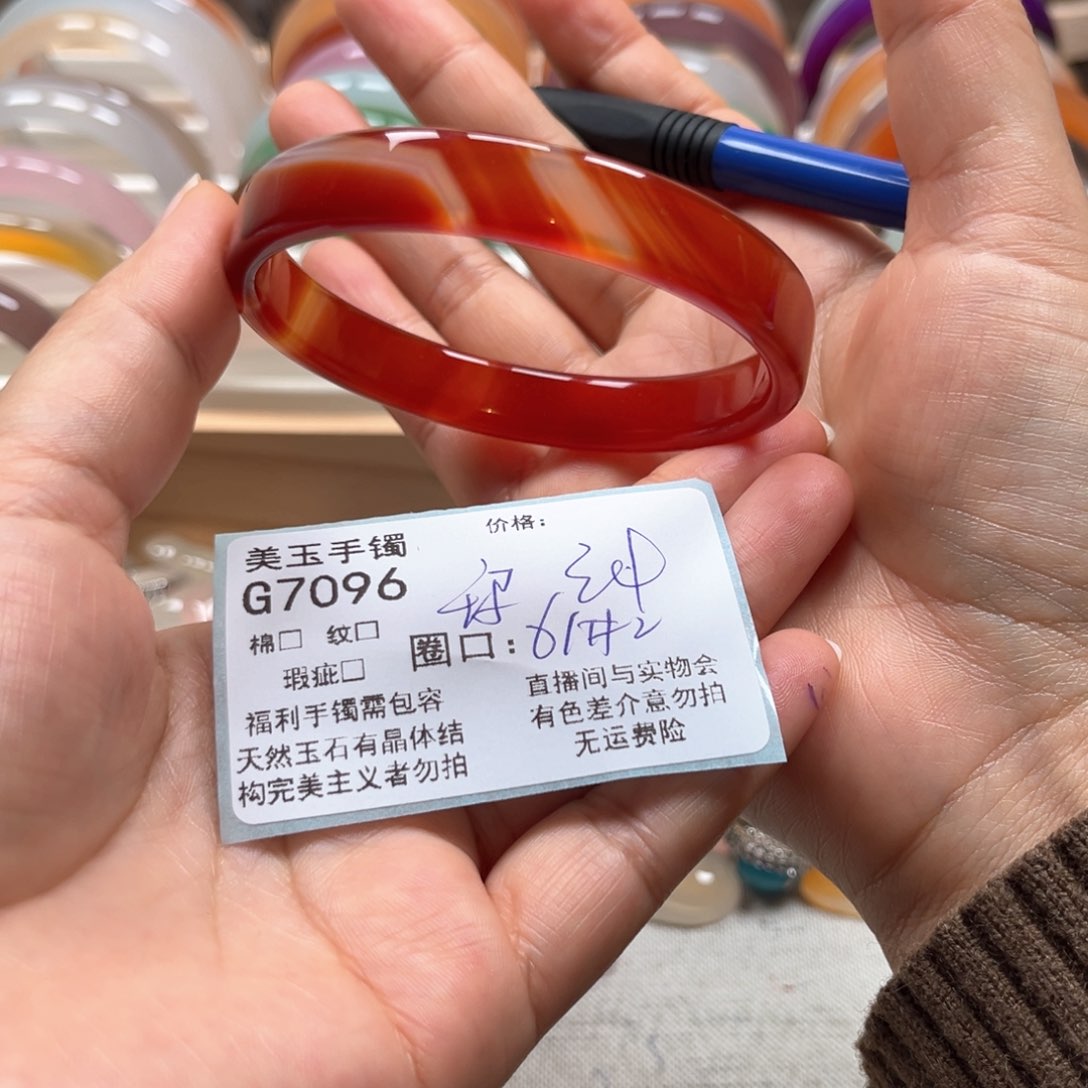 价格：
美玉手镯
G7096
棉□ 纹□
圈口：61
瑕疵□
福利手镯需包容
天然玉石有晶体结
构完美主义者勿拍
直播间与实物会
有色差介意勿拍
无运费险